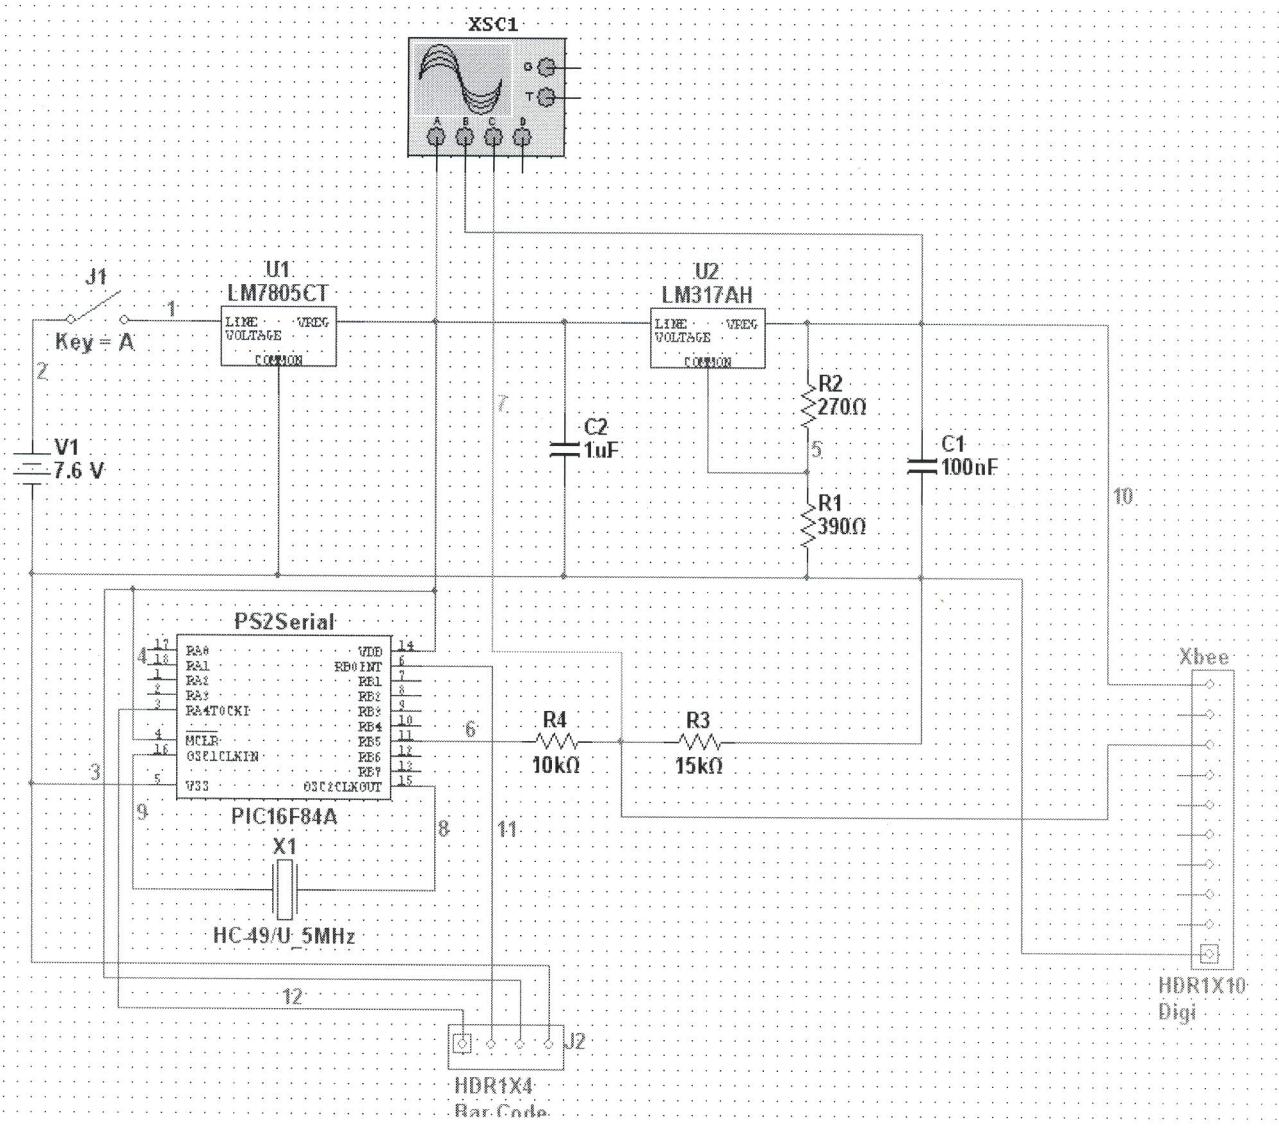 XSC1
G
T
A B C D
J1
1
Key = A
2
U1
LM7805CT
LINE VREG
VOLTAGE
COMMON
U2
LM317AH
LINE VREG
VOLTAGE
COMMON
R2
270Ω
5
R1
390Ω
7
C2
1uF
C1
100nF
10
V1
7.6 V
PS2Serial
17 RA0
18 RA1
1 RA2
2 RA3
3 RA4T0CKI
4 MCLR
16 OSC1CLKIN
5 VSS
VDD 14
RB0INT 6
RB1 7
RB2 8
RB3 9
RB4 10
RB5 11
RB6 12
RB7 13
OSC2CLKOUT 15
PIC16F84A
4
3
9
8
11
6
R4
10kΩ
R3
15kΩ
X1
HC-49/U_5MHz
12
J2
HDR1X4
Bar Code
Xbee
HDR1X10
Digi